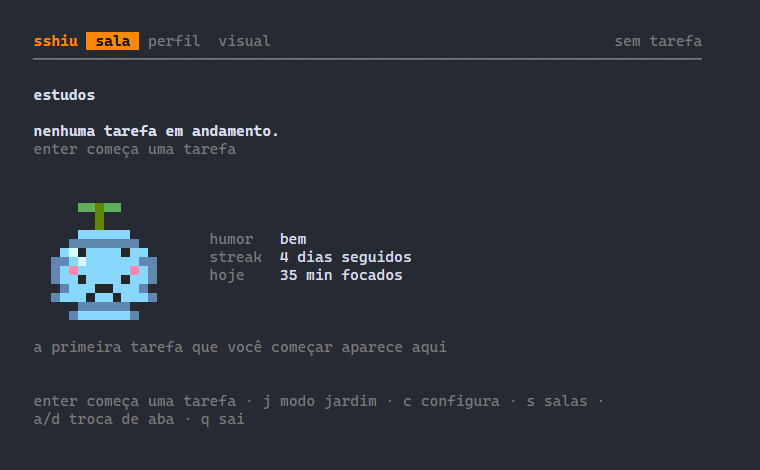 sshiu sala perfil visual sem tarefa
estudos
nenhuma tarefa em andamento.
enter começa uma tarefa
humor bem
streak 4 dias seguidos
hoje 35 min focados
a primeira tarefa que você começar aparece aqui
enter começa uma tarefa · j modo jardim · c configura · s salas ·
a/d troca de aba · q sai